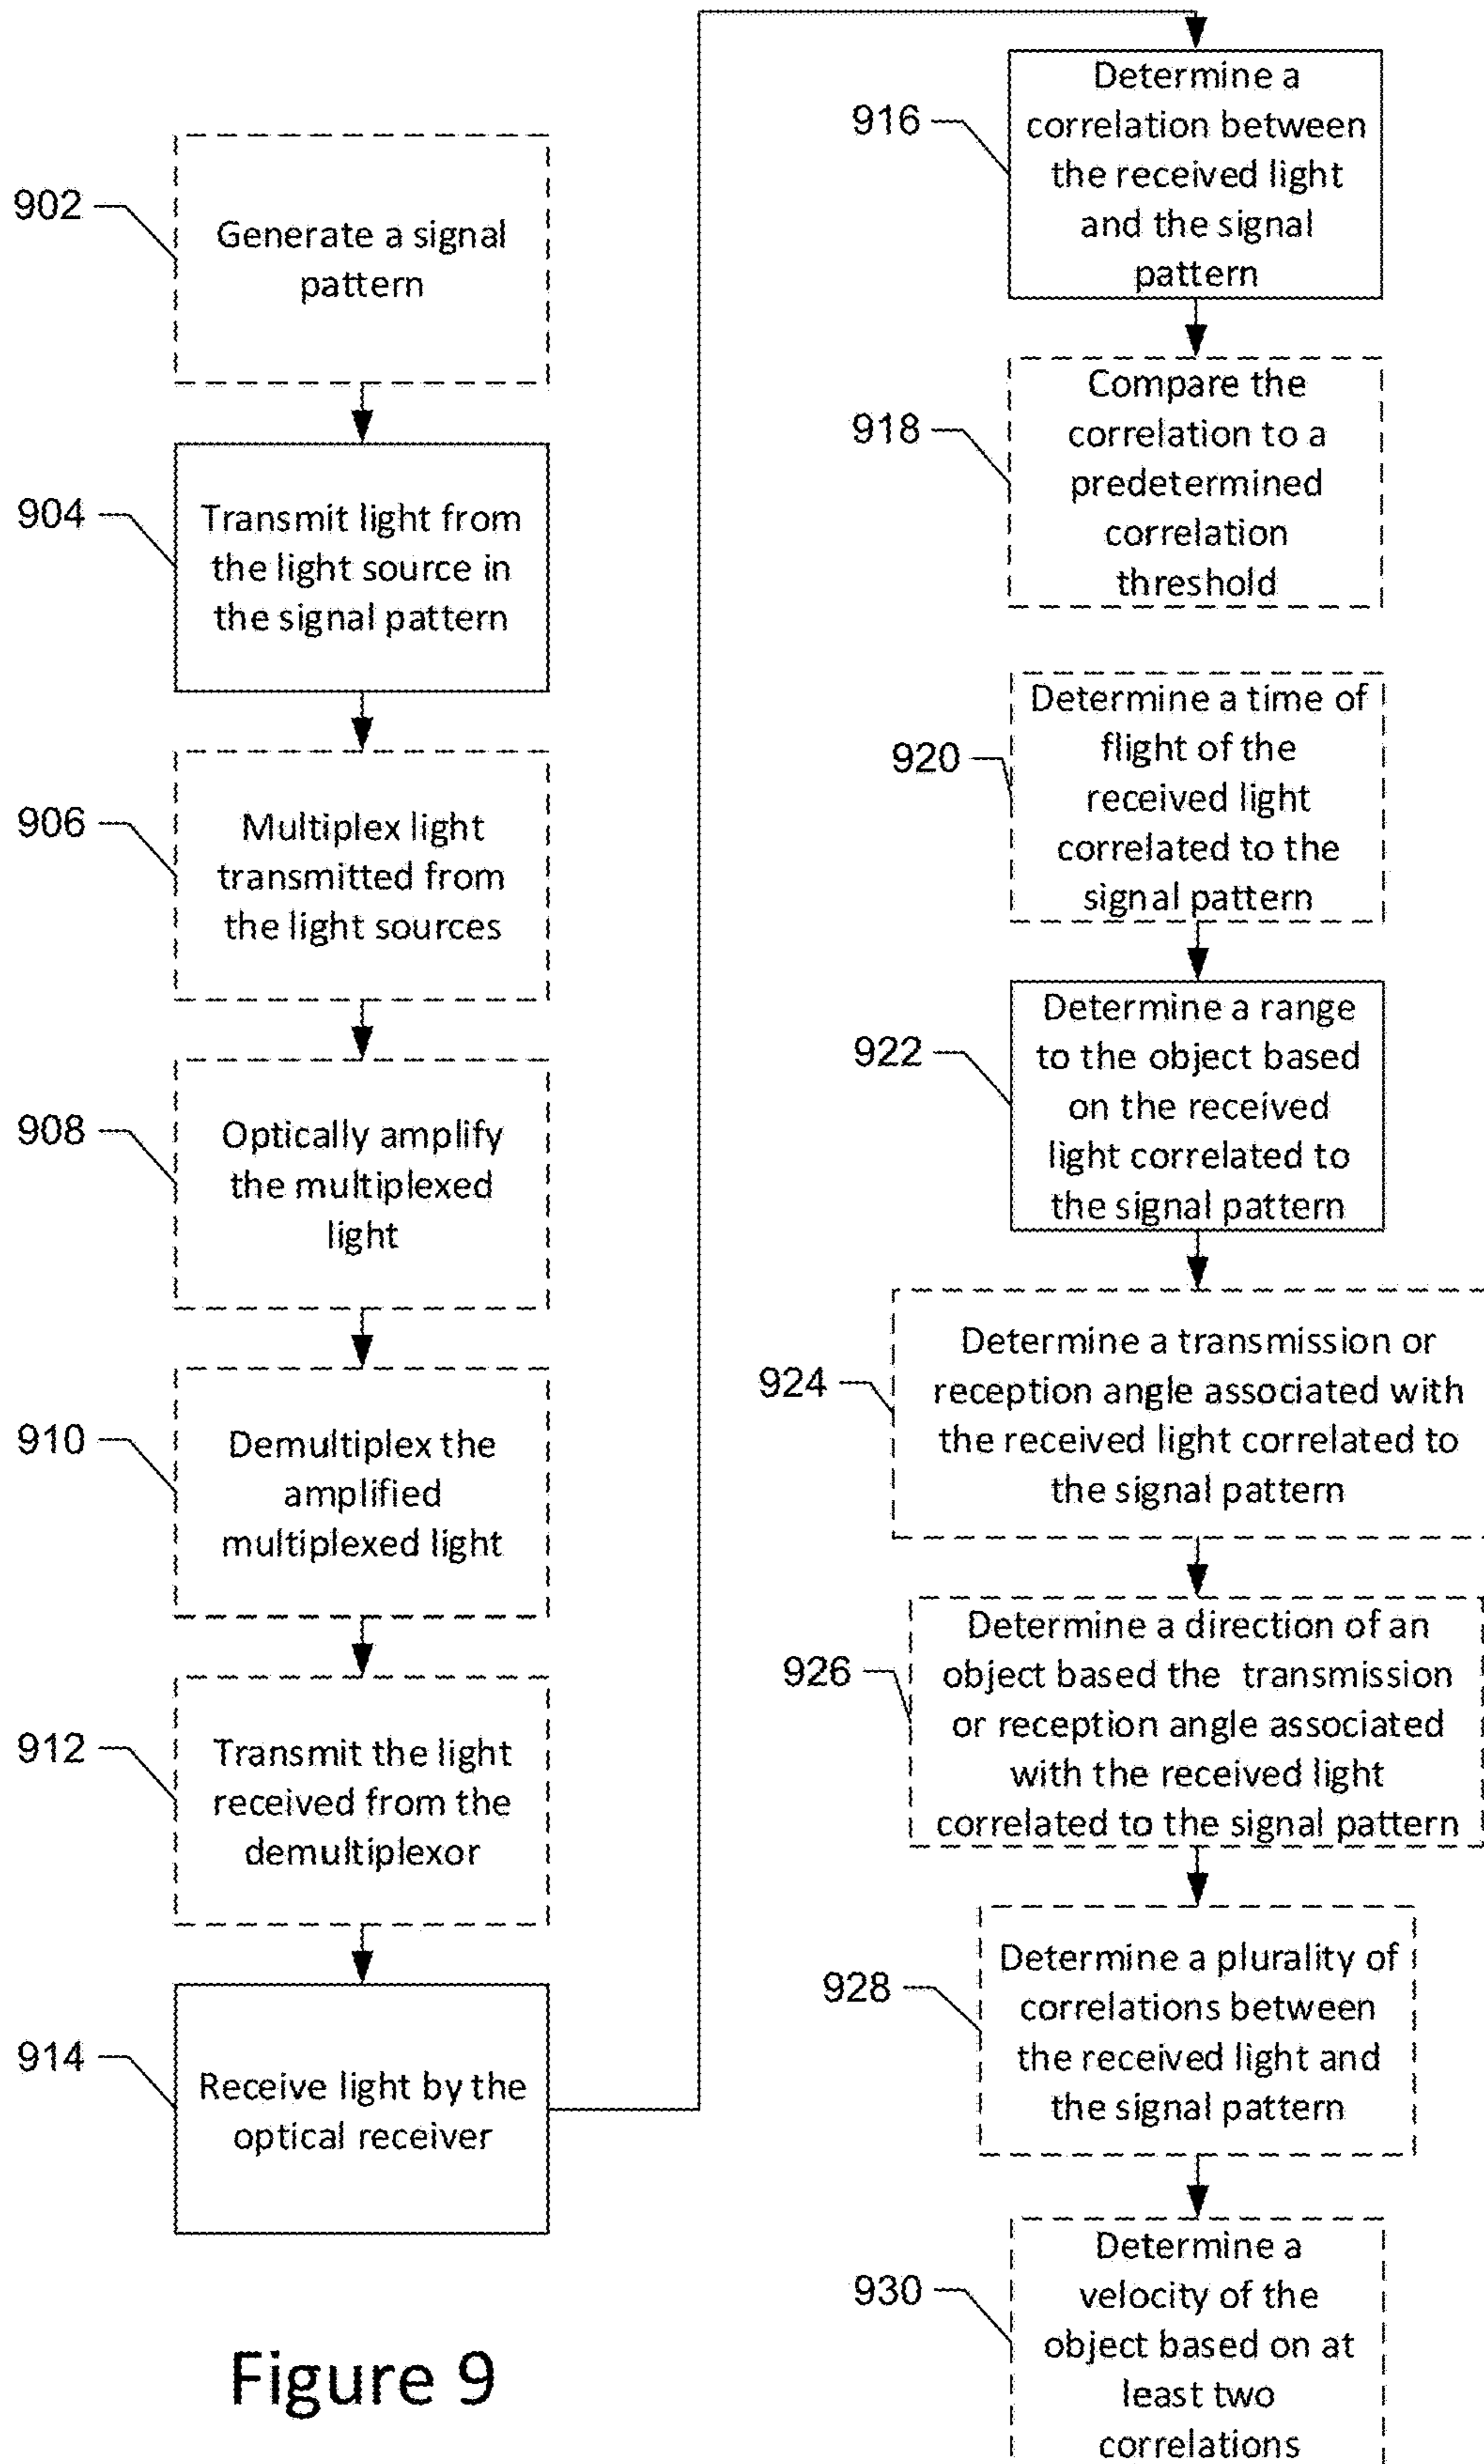 902
Generate a signal
pattern
904
Transmit light from
the light source in
the signal pattern
906
Multiplex light
transmitted from
the light sources
908
Optically amplify
the multiplexed
light
910
Demultiplex the
amplified
multiplexed light
912
Transmit the light
received from the
demultiplexor
914
Receive light by the
optical receiver
916
Determine a
correlation between
the received light
and the signal
pattern
918
Compare the
correlation to a
predetermined
correlation
threshold
920
Determine a time of
flight of the
received light
correlated to the
signal pattern
922
Determine a range
to the object based
on the received
light correlated to
the signal pattern
924
Determine a transmission or
reception angle associated with
the received light correlated to
the signal pattern
926
Determine a direction of an
object based the transmission
or reception angle associated
with the received light
correlated to the signal pattern
928
Determine a plurality of
correlations between
the received light and
the signal pattern
930
Determine a
velocity of the
object based on at
least two
correlations
Figure 9